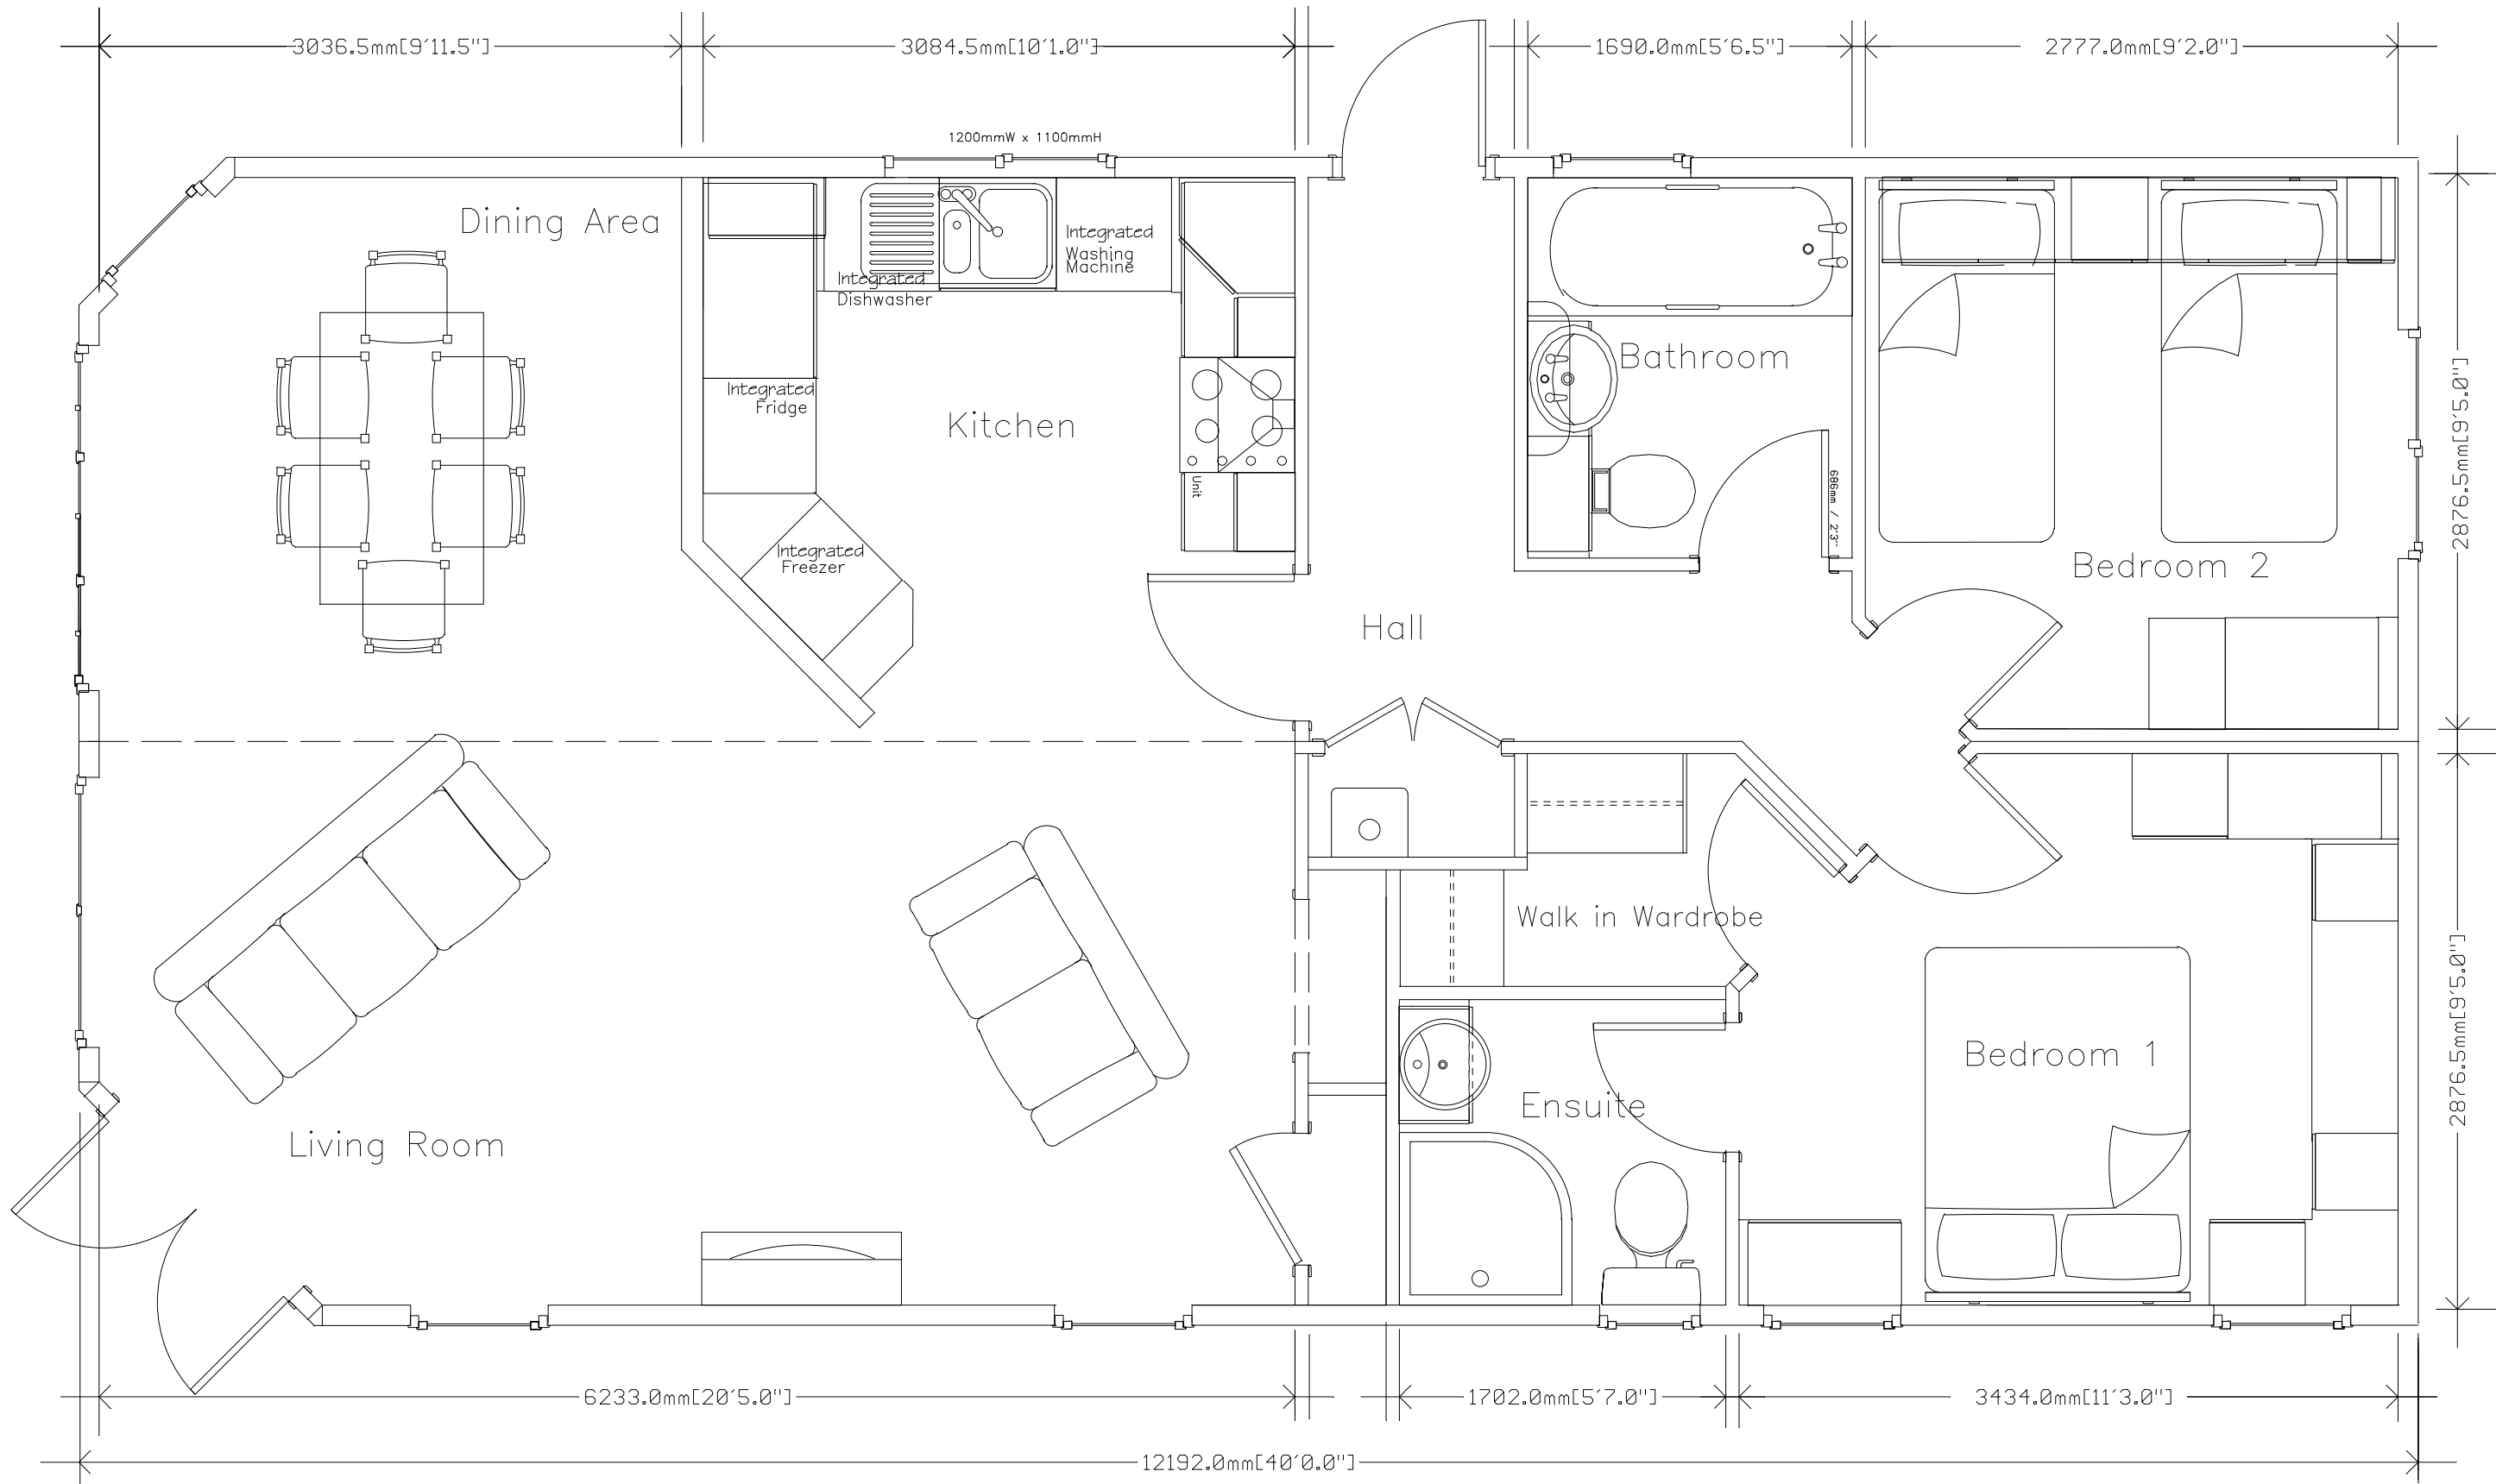 3036.5mm[9'11.5"]
3084.5mm[10'1.0"]
1690.0mm[5'6.5"]
2777.0mm[9'2.0"]
1200mmW x 1100mmH
Dining Area
Integrated
Washing
Machine
Integrated
Dishwasher
Bathroom
Integrated
Fridge
Kitchen
Unit
686mm / 2'3"
2876.5mm[9'5.0"]
Integrated
Freezer
Bedroom 2
Hall
Walk in Wardrobe
Bedroom 1
2876.5mm[9'5.0"]
Ensuite
Living Room
6233.0mm[20'5.0"]
1702.0mm[5'7.0"]
3434.0mm[11'3.0"]
12192.0mm[40'0.0"]